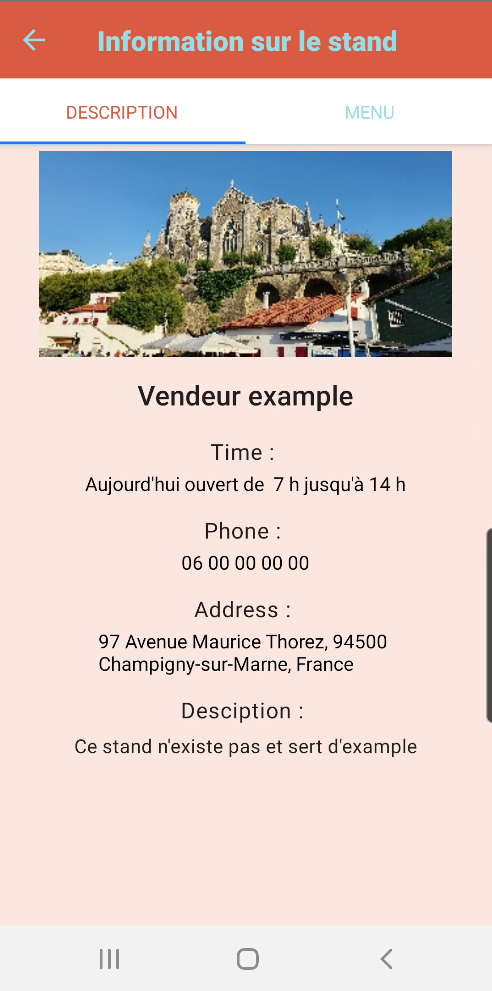 Information sur le stand
DESCRIPTION
MENU
Vendeur example
Time :
Aujourd'hui ouvert de 7 h jusqu'à 14 h
Phone :
06 00 00 00 00
Address :
97 Avenue Maurice Thorez, 94500
Champigny-sur-Marne, France
Desciption :
Ce stand n'existe pas et sert d'example